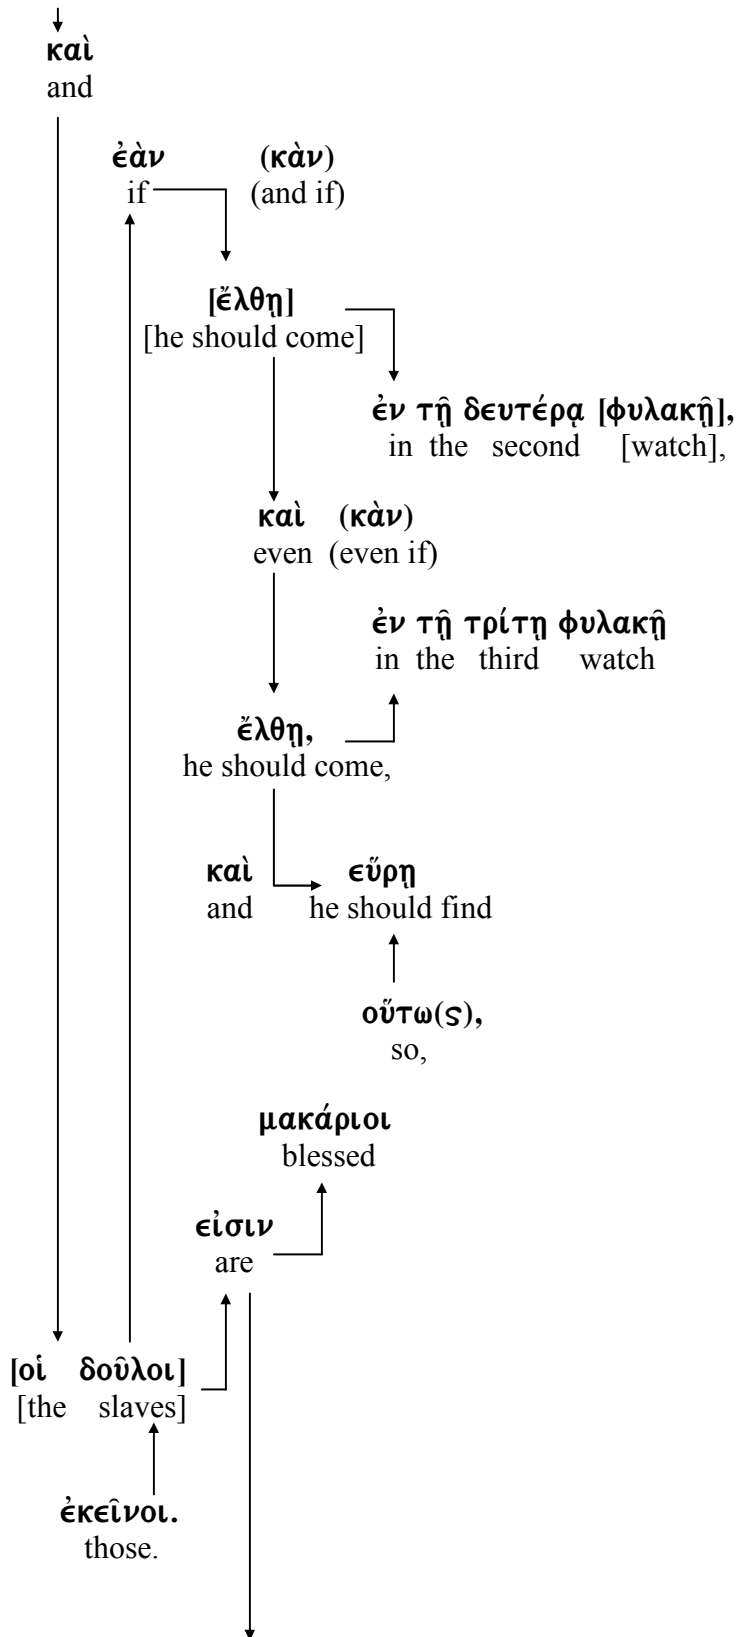 καὶ
and
ἐὰν (κὰν)
if (and if)
[ἔλθῃ]
[he should come]
ἐν τῇ δευτέρᾳ [φυλακῇ],
in the second [watch],
καὶ (κὰν)
even (even if)
ἐν τῇ τρίτῃ φυλακῇ
in the third watch
ἔλθῃ,
he should come,
καὶ εὕρῃ
and he should find
οὕτω(ς),
so,
μακάριοι
blessed
εἰσιν
are
[οἱ δοῦλοι]
[the slaves]
ἐκεῖνοι.
those.